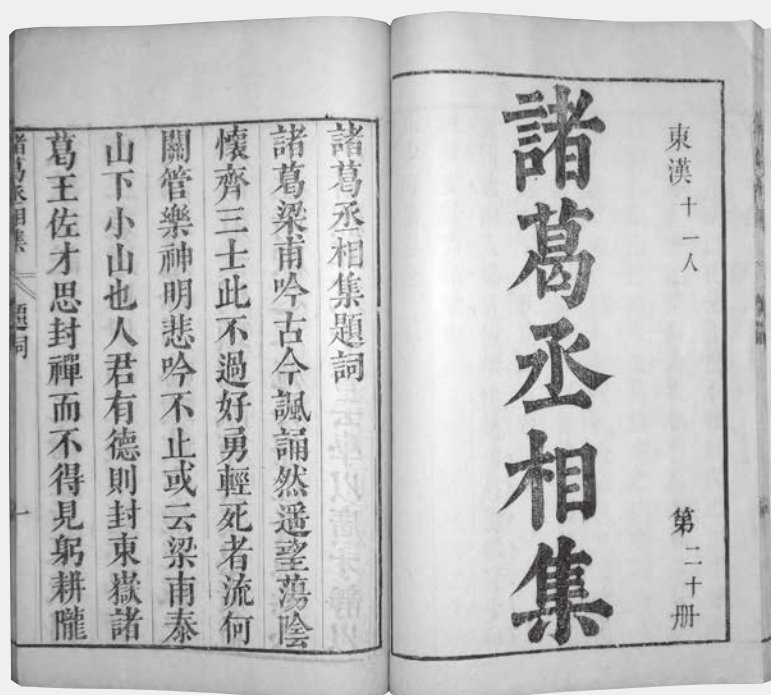 東漢十一人
第二十册
諸葛丞相集
諸葛丞相集題詞
諸葛梁甫吟古今諷誦然遥望蕩陰
懷齊三士此不過好勇輕死者流何
關管樂神明悲吟不止或云梁甫泰
山下小山也人君有德則封東嶽諸
葛王佐才思封禪而不得見躬耕隴
諸葛丞相集
題詞
一